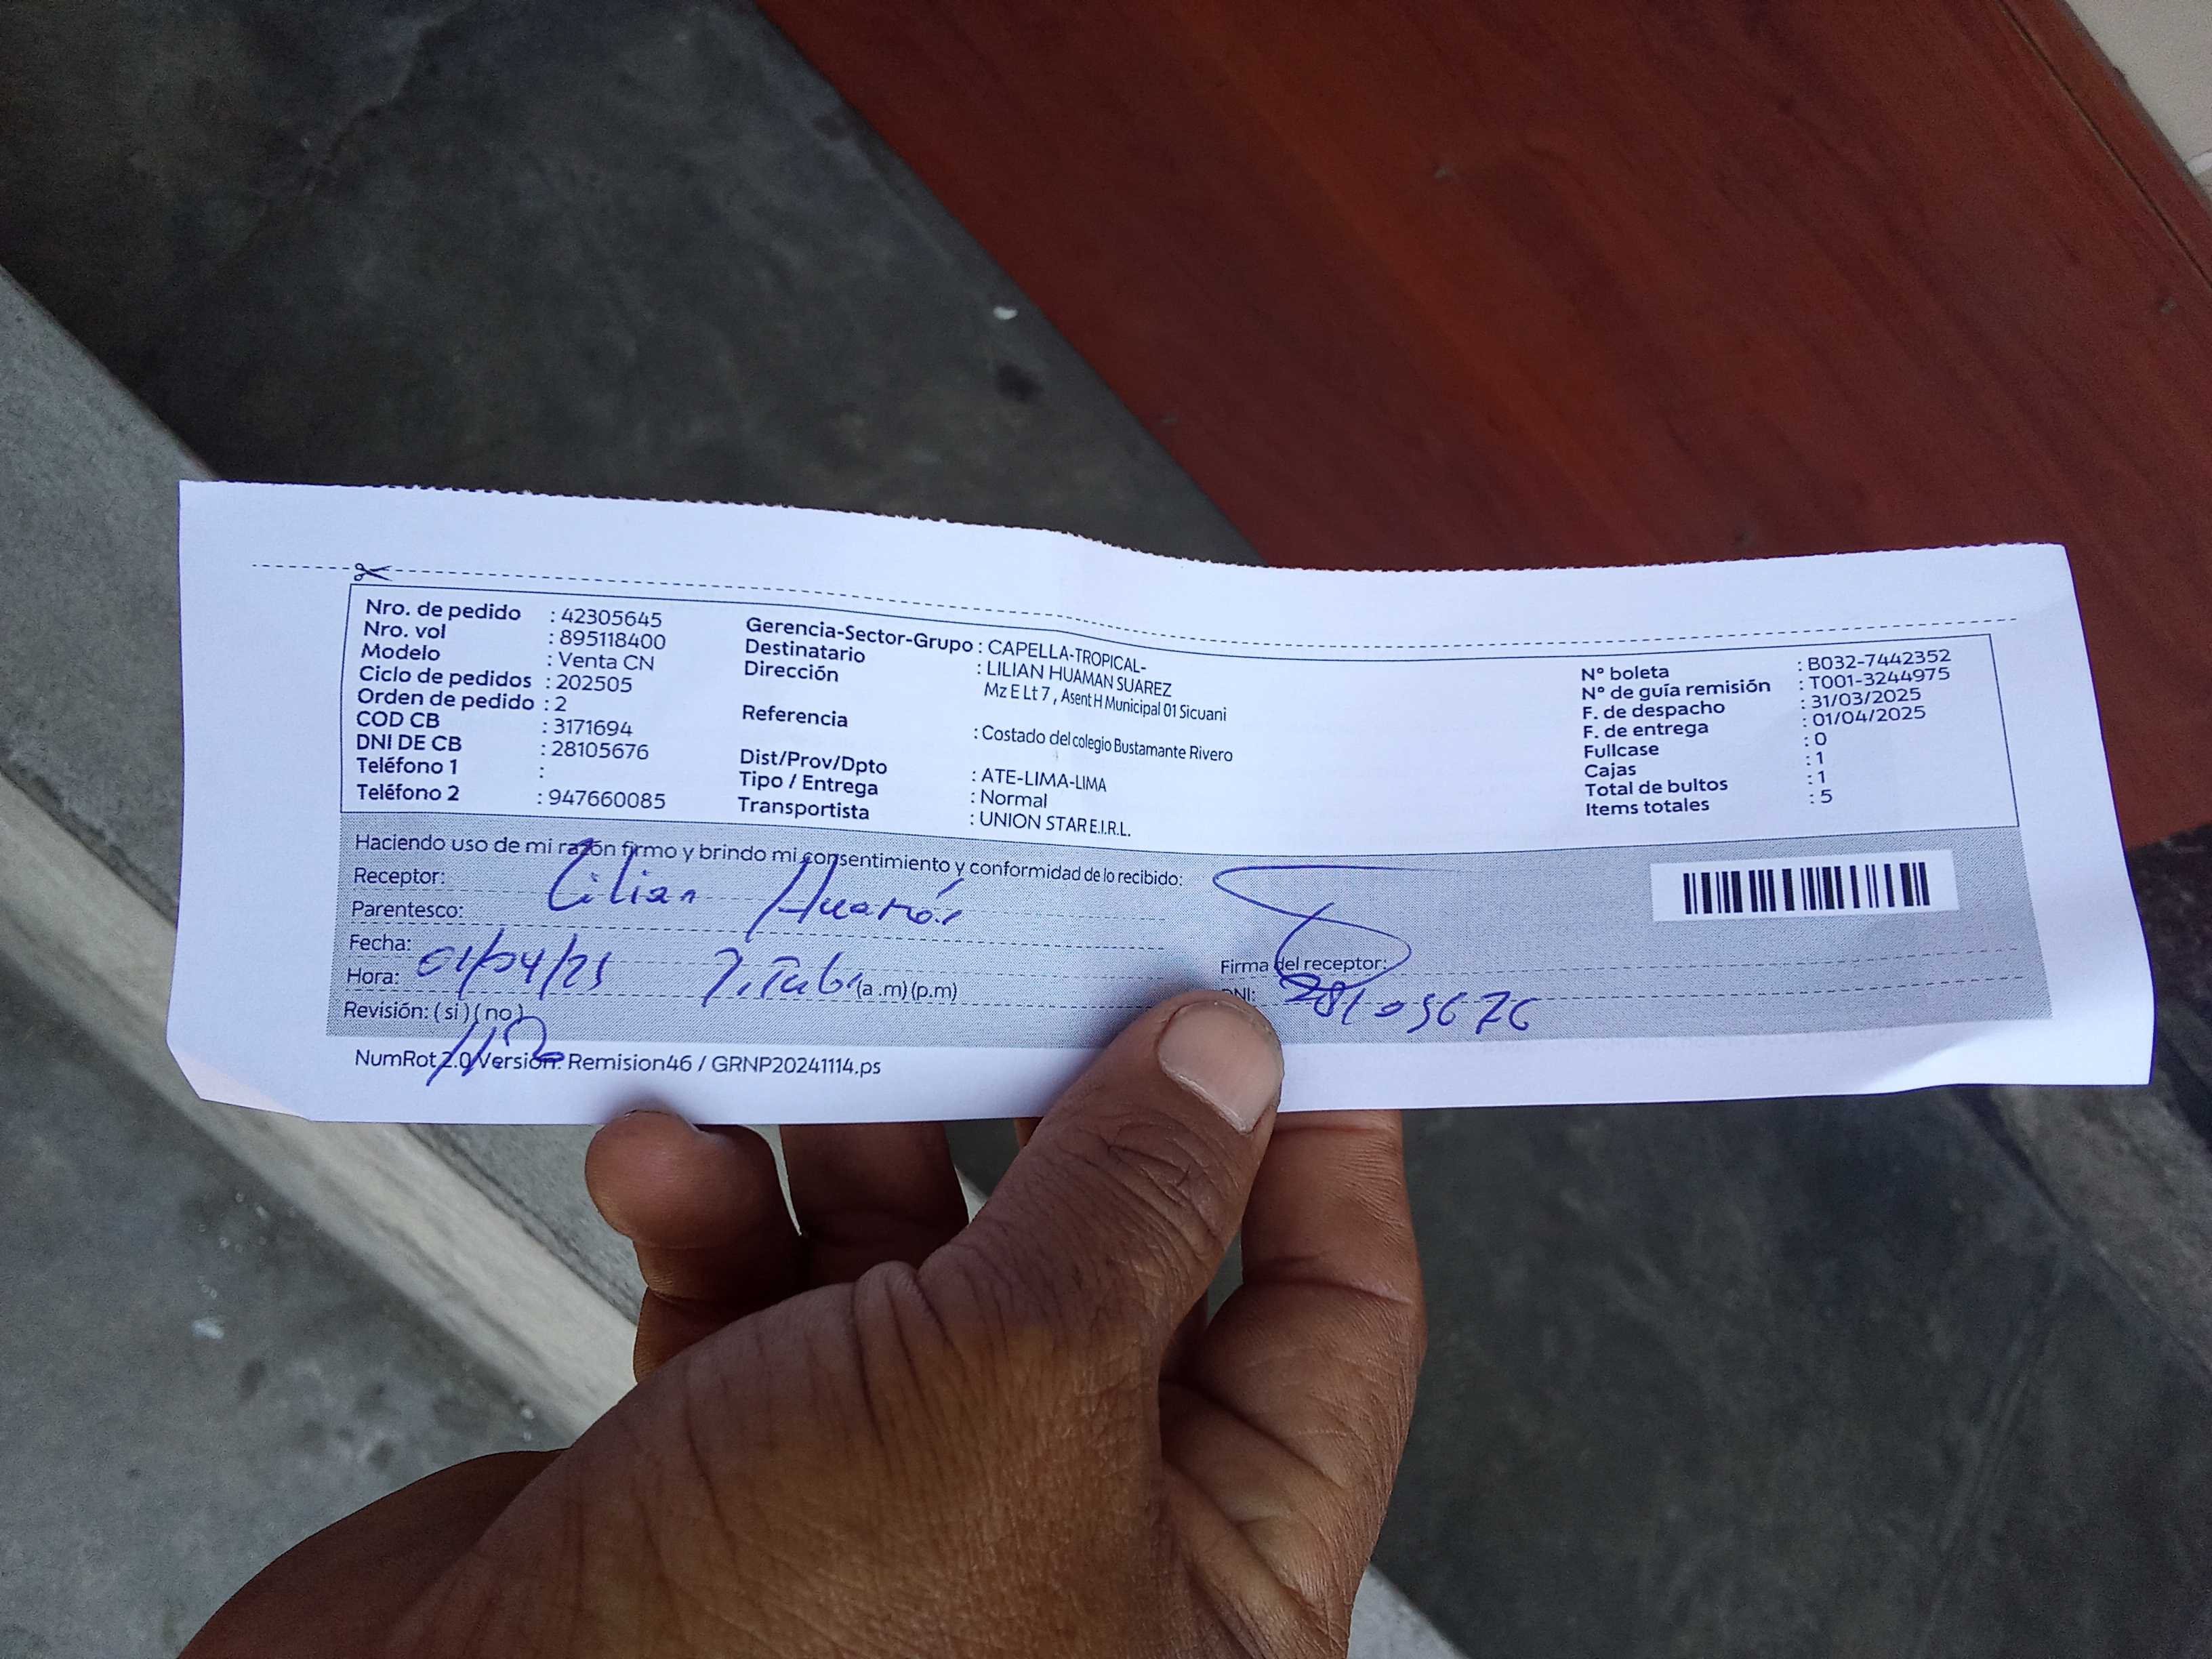 Nro. de pedido : 42305645
Nro. vol : 895118400
Modelo : Venta CN
Ciclo de pedidos : 202505
Orden de pedido : 2
COD CB : 3171694
DNI DE CB : 28105676
Teléfono 1 :
Teléfono 2 : 947660085
Gerencia-Sector-Grupo : CAPELLA-TROPICAL-
Destinatario : LILIAN HUAMAN SUAREZ
Dirección Mz E Lt 7 , Asent H Municipal 01 Sicuani
Referencia : Costado del colegio Bustamante Rivero
Dist/Prov/Dpto : ATE-LIMA-LIMA
Tipo / Entrega : Normal
Transportista : UNION STAR E.I.R.L.
N° boleta : B032-7442352
N° de guía remisión : T001-3244975
F. de despacho : 31/03/2025
F. de entrega : 01/04/2025
Fullcase : 0
Cajas : 1
Total de bultos : 1
Items totales : 5
Haciendo uso de mi razón firmo y brindo mi consentimiento y conformidad de lo recibido:
Receptor: Lilian Huamán
Parentesco:
Fecha: 01/04/25
Hora: (a .m) (p.m)
Revisión: ( si ) ( no )
Firma del receptor:
DNI: 28105676
NumRot 2.0 Version: Remision46 / GRNP20241114.ps